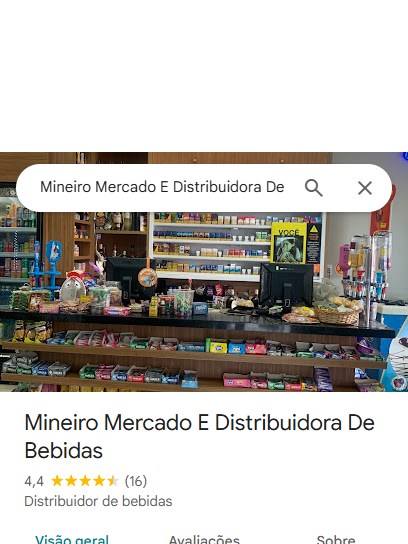 Mineiro Mercado E Distribuidora De
VOCÊ
Mineiro Mercado E Distribuidora De
Bebidas
4,4 (16)
Distribuidor de bebidas
Visão geral Avaliações Sobre